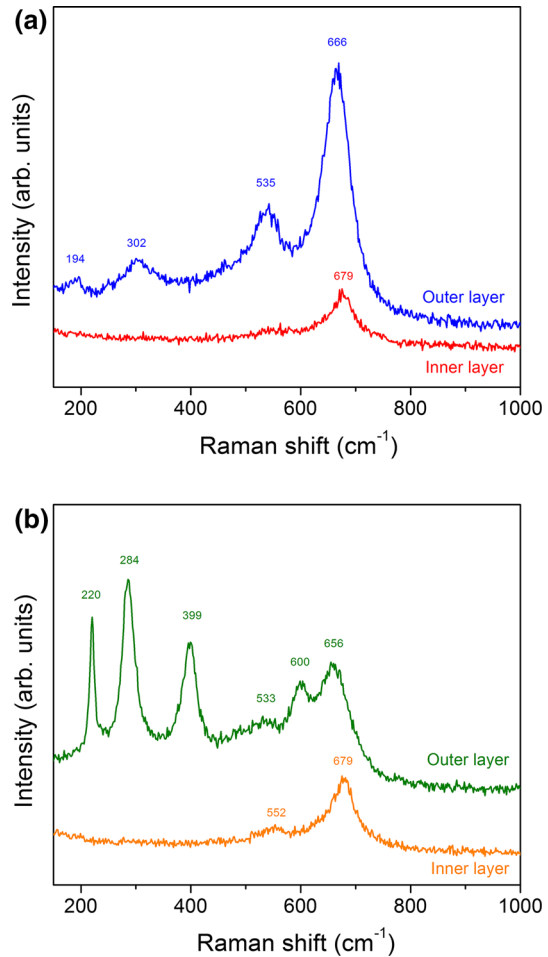 (a)
666
535
302
194
679
Outer layer
Inner layer
Intensity (arb. units)
200 400 600 800 1000
Raman shift (cm⁻¹)
(b)
284
220
399
656
600
533
Outer layer
679
552
Inner layer
Intensity (arb. units)
200 400 600 800 1000
Raman shift (cm⁻¹)